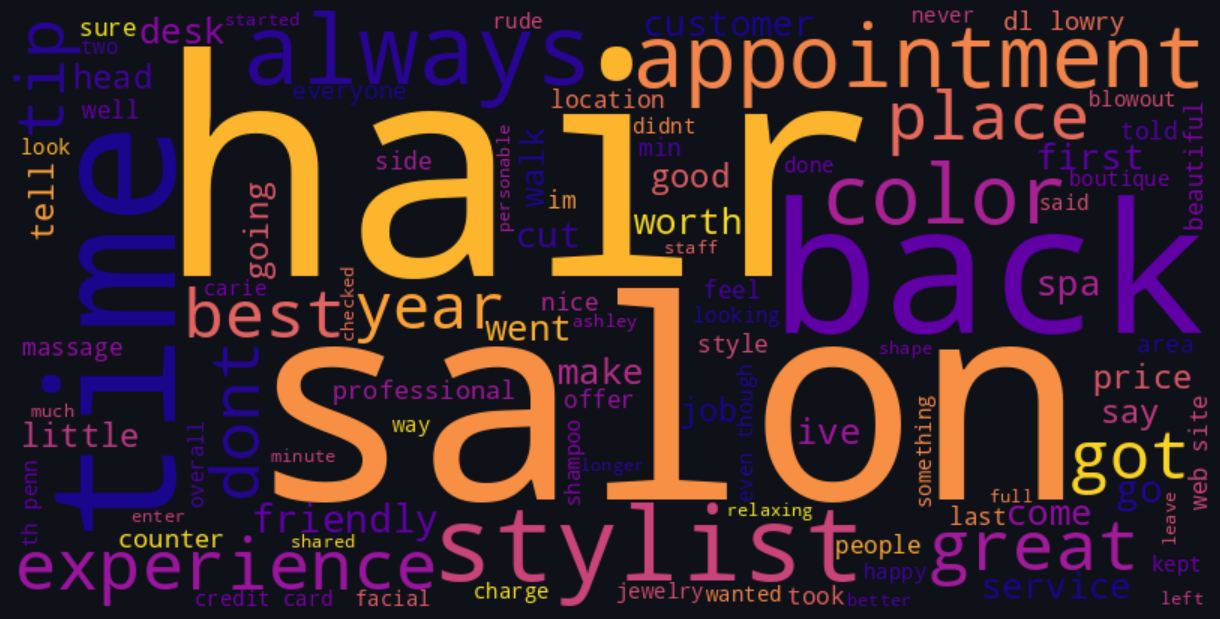 sure
started
rude
customer
never
dl lowry
desk
two
tip
head
everyone
always
appointment
well
location
blowout
look
hair
didnt
place
told
side
personable
walk
min
done
first
beautiful
tell
time
going
im
good
color
boutique
worth
said
cut
staff
back
carie
checked
best
year
nice
feel
spa
went
ashley
looking
massage
dont
salon
style
shape
area
professional
make
offer
price
much
little
way
job
even though
ive
say
web site
overall
minute
shampoo
longer
something
got
th penn
full
go
leave
enter
friendly
stylist
relaxing
last
come
counter
shared
people
great
experience
happy
kept
credit card
facial
charge
jewelry
wanted
took
better
service
left